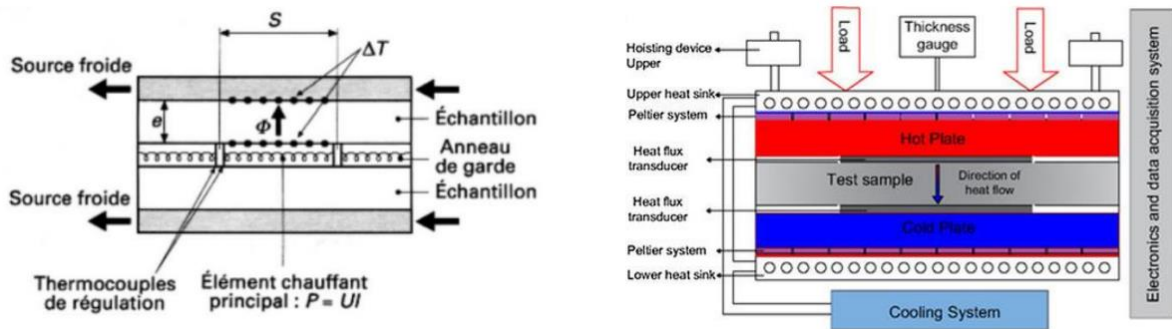 S
ΔT
Source froide
Échantillon
e
Φ
Anneau
de garde
Source froide
Échantillon
Thermocouples
de régulation
Élément chauffant
principal : P = UI
Load
Thickness
gauge
Load
Hoisting device
Upper
Upper heat sink
Peltier system
Hot Plate
Heat flux
transducer
Test sample
Direction of
heat flow
Heat flux
transducer
Cold Plate
Peltier system
Lower heat sink
Cooling System
Electronics and data acquisition system